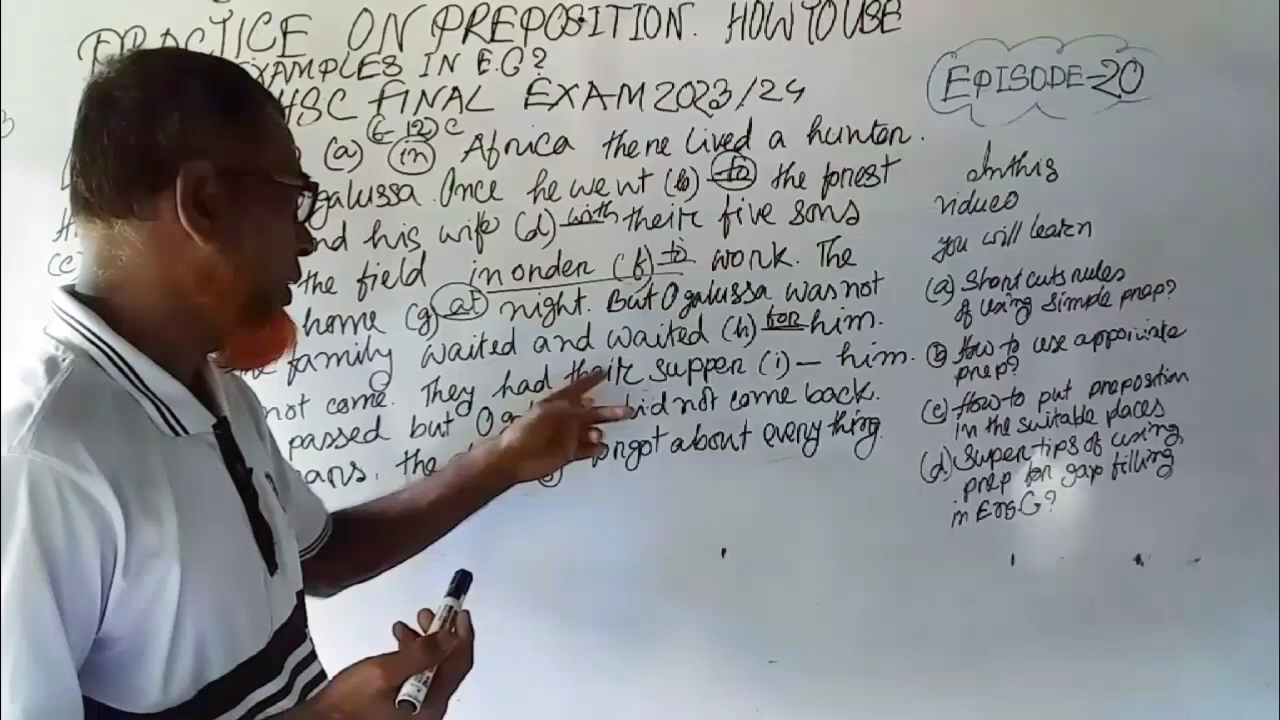 PRACTICE ON PREPOSITION. HOW TO USE
EXAMPLES IN E.G?
HSC FINAL EXAM 2023/24
(a) (in) Africa there lived a hunter.
galussa. Once he went (b) to the forest
nd his wife (d) with their five sons
the field in order (f) to work. The
home (g) at night. But Ogalussa was not
family waited and waited (h) for him.
not come. They had their supper (i) — him.
passed but did not come back.
ears. the forgot about everything.
EPISODE-20
In this
video
you will learn
(a) Short cuts rules
of using simple prep?
(b) How to use apporiate
prep?
(c) How to put preposition
in the suitable places
(d) Super tips of using
prep for gap filling
in Eng G?